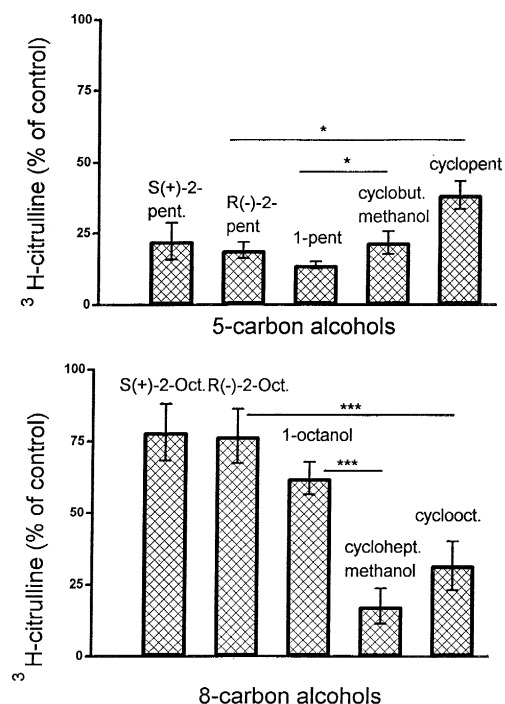 ³ H-citrulline (% of control)
100
75
50
25
0
S(+)-2-
pent.
R(-)-2-
pent
1-pent
cyclobut.
methanol
cyclopent
*
*
5-carbon alcohols
³ H-citrulline (% of control)
100
75
50
25
0
S(+)-2-Oct. R(-)-2-Oct.
1-octanol
cyclohept.
methanol
cyclooct.
***
***
8-carbon alcohols